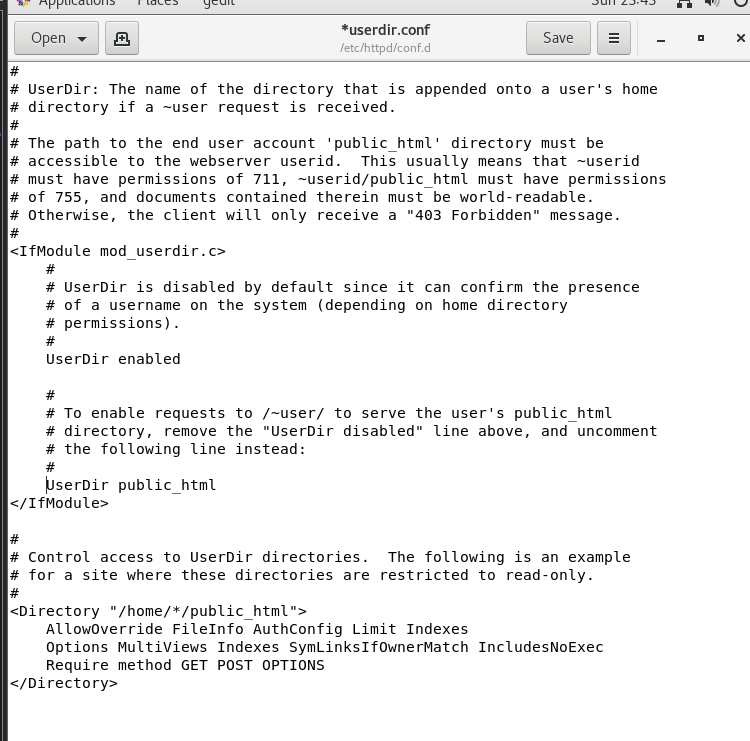 Applications Places gedit Sun 23:43
Open *userdir.conf Save
/etc/httpd/conf.d
#
# UserDir: The name of the directory that is appended onto a user's home
# directory if a ~user request is received.
#
# The path to the end user account 'public_html' directory must be
# accessible to the webserver userid.  This usually means that ~userid
# must have permissions of 711, ~userid/public_html must have permissions
# of 755, and documents contained therein must be world-readable.
# Otherwise, the client will only receive a "403 Forbidden" message.
#
<IfModule mod_userdir.c>
    #
    # UserDir is disabled by default since it can confirm the presence
    # of a username on the system (depending on home directory
    # permissions).
    #
    UserDir enabled

    #
    # To enable requests to /~user/ to serve the user's public_html
    # directory, remove the "UserDir disabled" line above, and uncomment
    # the following line instead:
    #
    UserDir public_html
</IfModule>

#
# Control access to UserDir directories.  The following is an example
# for a site where these directories are restricted to read-only.
#
<Directory "/home/*/public_html">
    AllowOverride FileInfo AuthConfig Limit Indexes
    Options MultiViews Indexes SymLinksIfOwnerMatch IncludesNoExec
    Require method GET POST OPTIONS
</Directory>